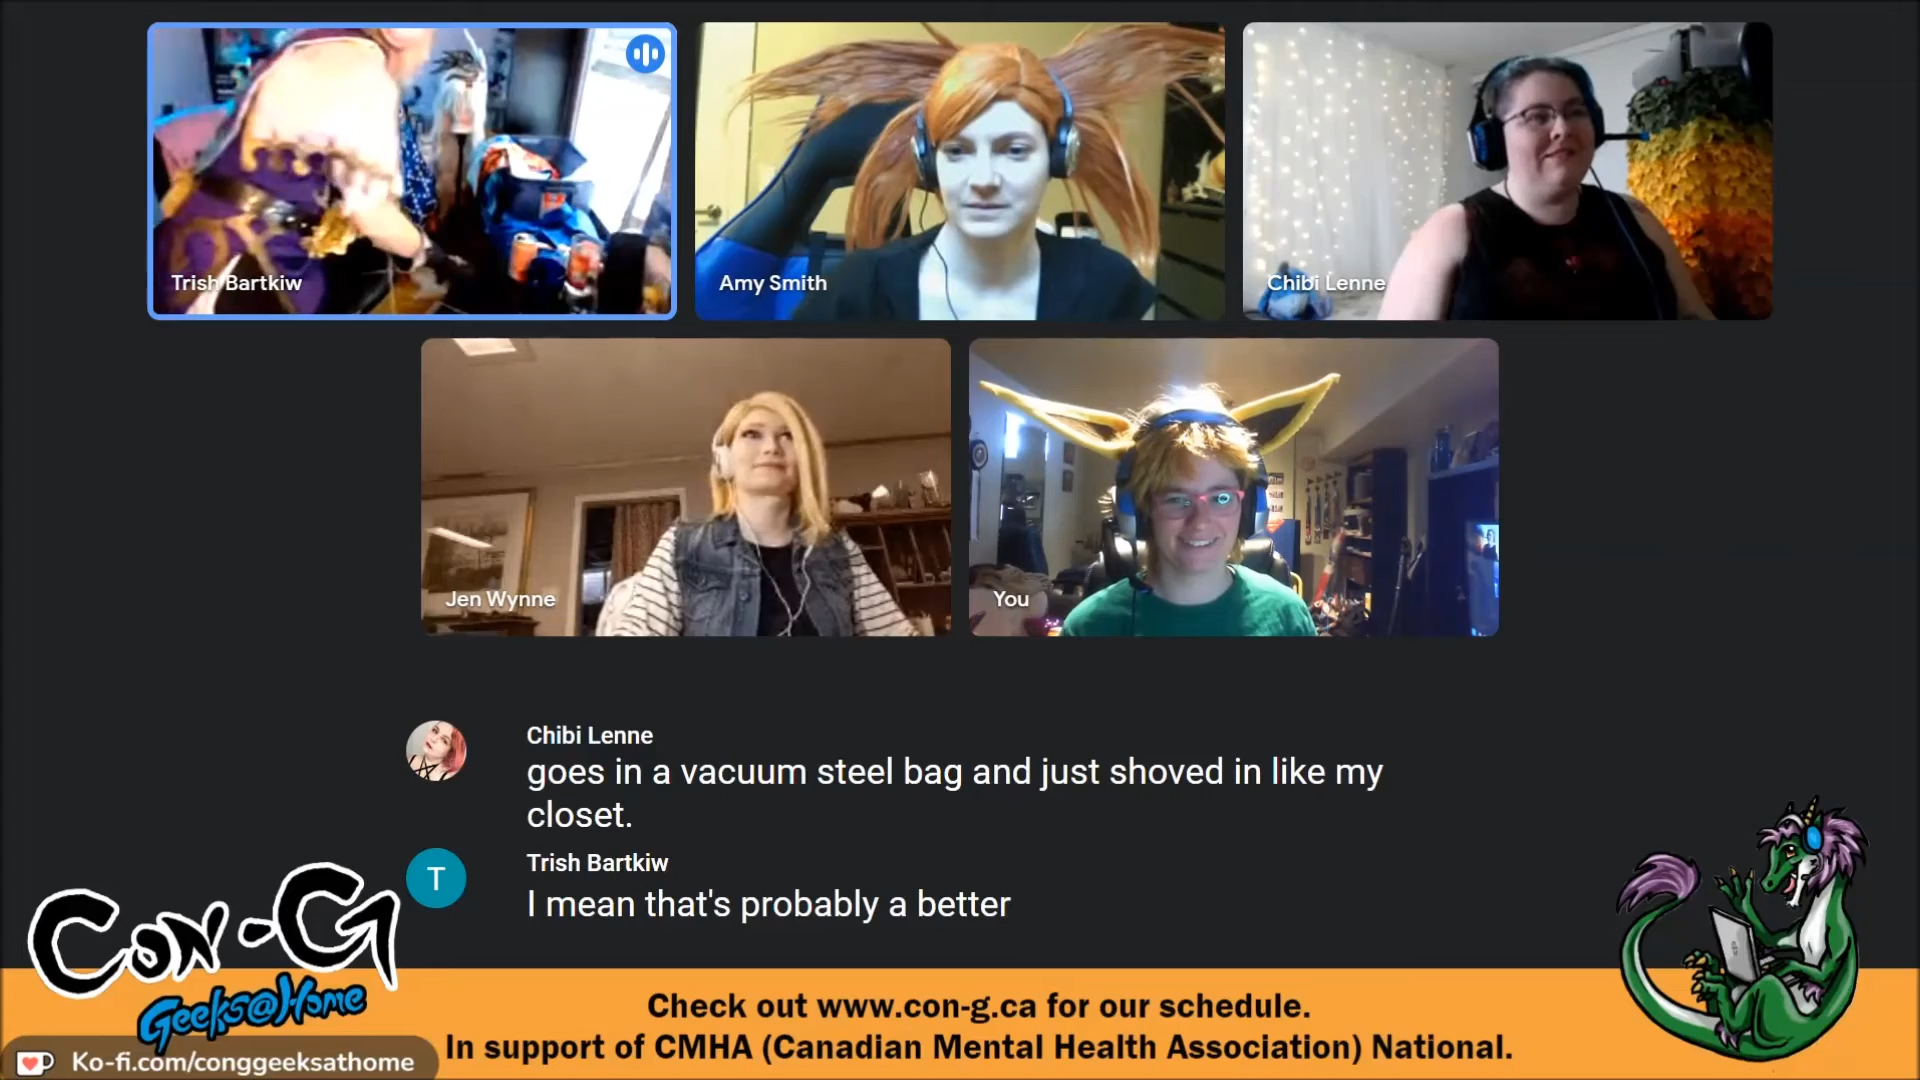 Trish Bartkiw
Amy Smith
Chibi Lenne
Jen Wynne
You
Chibi Lenne
goes in a vacuum steel bag and just shoved in like my
closet.
T
Trish Bartkiw
I mean that's probably a better
CON-G
Geeks@Home
Check out www.con-g.ca for our schedule.
In support of CMHA (Canadian Mental Health Association) National.
Ko-fi.com/conggeeksathome